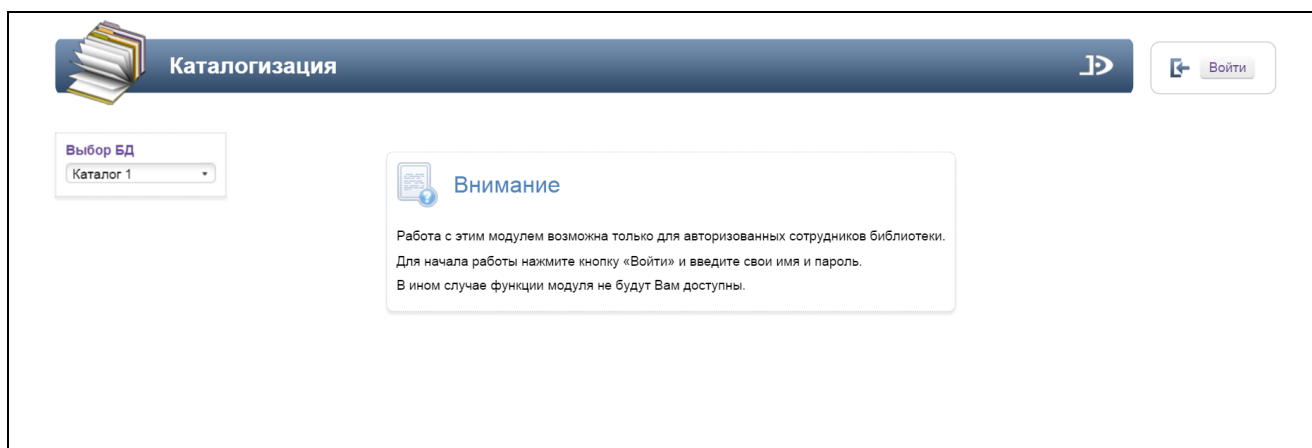 Каталогизация
Войти
Выбор БД
Каталог 1
Внимание
Работа с этим модулем возможна только для авторизованных сотрудников библиотеки.
Для начала работы нажмите кнопку «Войти» и введите свои имя и пароль.
В ином случае функции модуля не будут Вам доступны.